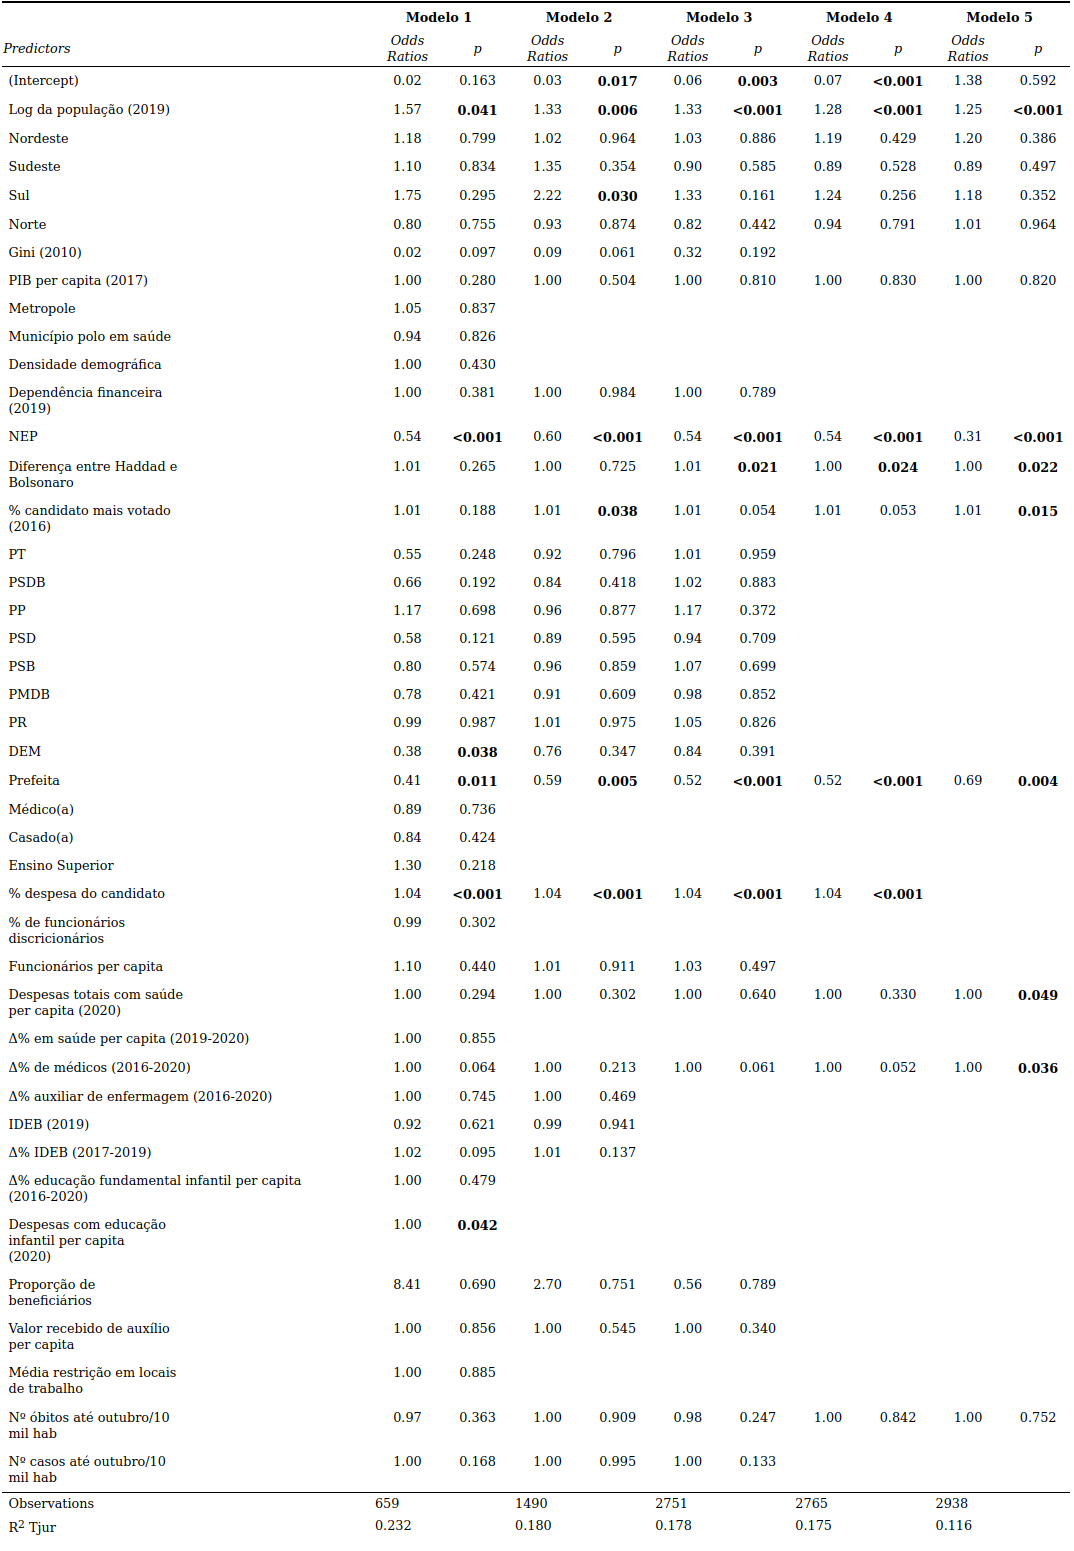 Modelo 1 Modelo 2 Modelo 3 Modelo 4 Modelo 5
Predictors Odds Ratios p Odds Ratios p Odds Ratios p Odds Ratios p Odds Ratios p
(Intercept) 0.02 0.163 0.03 0.017 0.06 0.003 0.07 <0.001 1.38 0.592
Log da população (2019) 1.57 0.041 1.33 0.006 1.33 <0.001 1.28 <0.001 1.25 <0.001
Nordeste 1.18 0.799 1.02 0.964 1.03 0.886 1.19 0.429 1.20 0.386
Sudeste 1.10 0.834 1.35 0.354 0.90 0.585 0.89 0.528 0.89 0.497
Sul 1.75 0.295 2.22 0.030 1.33 0.161 1.24 0.256 1.18 0.352
Norte 0.80 0.755 0.93 0.874 0.82 0.442 0.94 0.791 1.01 0.964
Gini (2010) 0.02 0.097 0.09 0.061 0.32 0.192
PIB per capita (2017) 1.00 0.280 1.00 0.504 1.00 0.810 1.00 0.830 1.00 0.820
Metropole 1.05 0.837
Município polo em saúde 0.94 0.826
Densidade demográfica 1.00 0.430
Dependência financeira 1.00 0.381 1.00 0.984 1.00 0.789
(2019)
NEP 0.54 <0.001 0.60 <0.001 0.54 <0.001 0.54 <0.001 0.31 <0.001
Diferença entre Haddad e 1.01 0.265 1.00 0.725 1.01 0.021 1.00 0.024 1.00 0.022
Bolsonaro
% candidato mais votado 1.01 0.188 1.01 0.038 1.01 0.054 1.01 0.053 1.01 0.015
(2016)
PT 0.55 0.248 0.92 0.796 1.01 0.959
PSDB 0.66 0.192 0.84 0.418 1.02 0.883
PP 1.17 0.698 0.96 0.877 1.17 0.372
PSD 0.58 0.121 0.89 0.595 0.94 0.709
PSB 0.80 0.574 0.96 0.859 1.07 0.699
PMDB 0.78 0.421 0.91 0.609 0.98 0.852
PR 0.99 0.987 1.01 0.975 1.05 0.826
DEM 0.38 0.038 0.76 0.347 0.84 0.391
Prefeita 0.41 0.011 0.59 0.005 0.52 <0.001 0.52 <0.001 0.69 0.004
Médico(a) 0.89 0.736
Casado(a) 0.84 0.424
Ensino Superior 1.30 0.218
% despesa do candidato 1.04 <0.001 1.04 <0.001 1.04 <0.001 1.04 <0.001
% de funcionários 0.99 0.302
discricionários
Funcionários per capita 1.10 0.440 1.01 0.911 1.03 0.497
Despesas totais com saúde 1.00 0.294 1.00 0.302 1.00 0.640 1.00 0.330 1.00 0.049
per capita (2020)
Δ% em saúde per capita (2019-2020) 1.00 0.855
Δ% de médicos (2016-2020) 1.00 0.064 1.00 0.213 1.00 0.061 1.00 0.052 1.00 0.036
Δ% auxiliar de enfermagem (2016-2020) 1.00 0.745 1.00 0.469
IDEB (2019) 0.92 0.621 0.99 0.941
Δ% IDEB (2017-2019) 1.02 0.095 1.01 0.137
Δ% educação fundamental infantil per capita 1.00 0.479
(2016-2020)
Despesas com educação 1.00 0.042
infantil per capita
(2020)
Proporção de 8.41 0.690 2.70 0.751 0.56 0.789
beneficiários
Valor recebido de auxílio 1.00 0.856 1.00 0.545 1.00 0.340
per capita
Média restrição em locais 1.00 0.885
de trabalho
Nº óbitos até outubro/10 0.97 0.363 1.00 0.909 0.98 0.247 1.00 0.842 1.00 0.752
mil hab
Nº casos até outubro/10 1.00 0.168 1.00 0.995 1.00 0.133
mil hab
Observations 659 1490 2751 2765 2938
R² Tjur 0.232 0.180 0.178 0.175 0.116